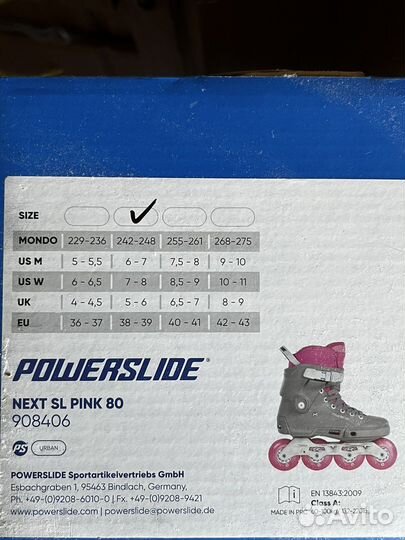 SIZE
MONDO 229-236 242-248 255-261 268-275
US M 5 - 5,5 6 - 7 7,5 - 8 9 - 10
US W 6 - 6,5 7 - 8 8,5 - 9 10 - 11
UK 4 - 4,5 5 - 6 6,5 - 7 8 - 9
EU 36 - 37 38 - 39 40 - 41 42 - 43
POWERSLIDE®
NEXT SL PINK 80
908406
PS URBAN
POWERSLIDE Sportartikelvertriebs GmbH
Esbachgraben 1, 95463 Bindlach, Germany,
Ph. +49-(0)9208-6010-0 | Fx. +49-(0)9208-9421
www.powerslide.com | powerslide@powerslide.de
EN 13843:2009
Class A:
MADE IN PRC
Avito